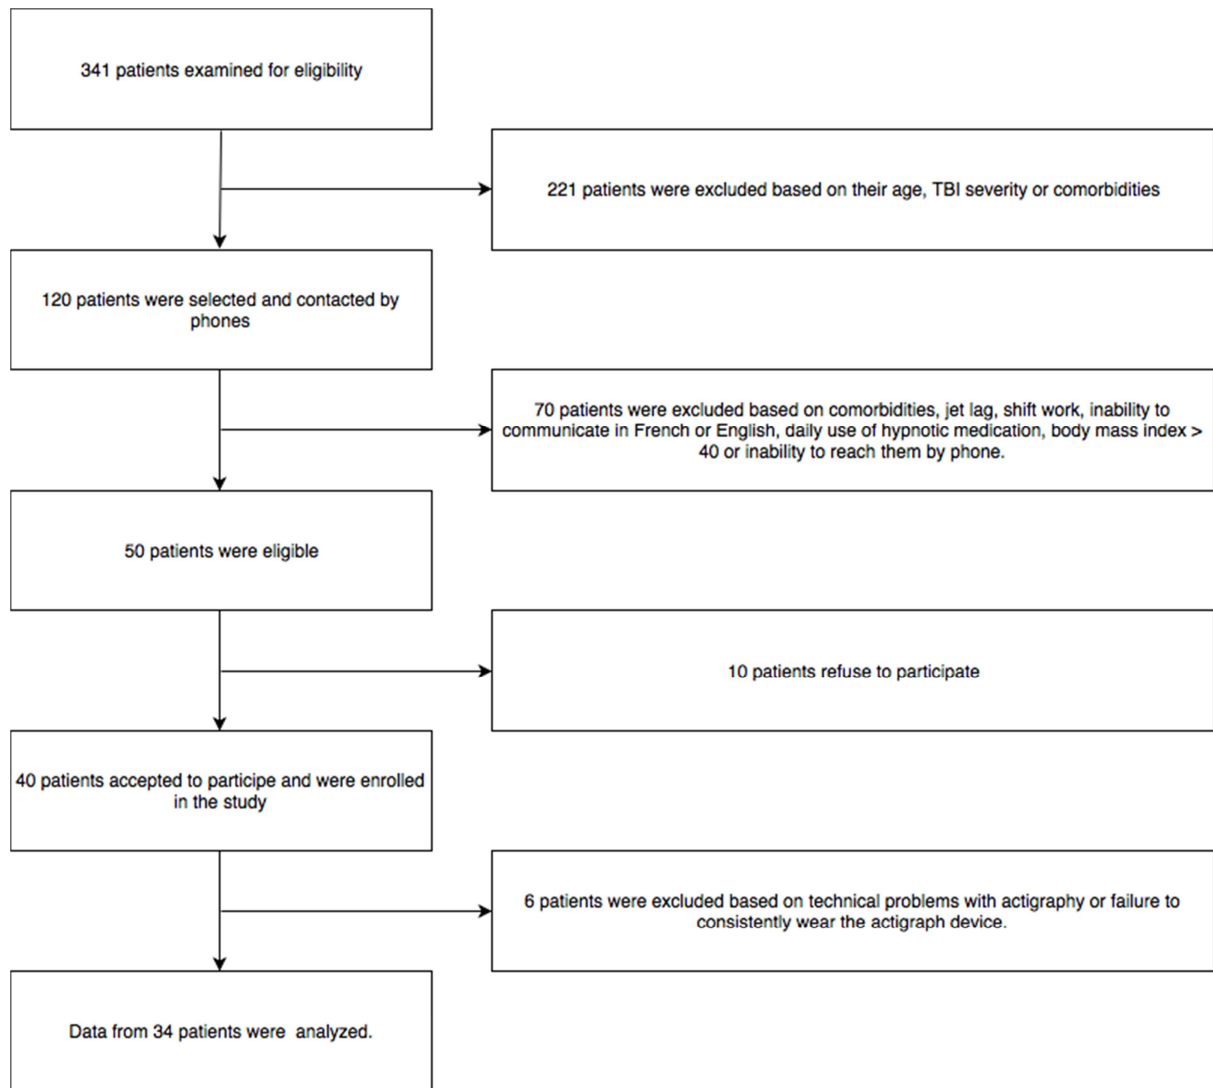 341 patients examined for eligibility
221 patients were excluded based on their age, TBI severity or comorbidities
120 patients were selected and contacted by
phones
70 patients were excluded based on comorbidities, jet lag, shift work, inability to
communicate in French or English, daily use of hypnotic medication, body mass index >
40 or inability to reach them by phone.
50 patients were eligible
10 patients refuse to participate
40 patients accepted to participe and were enrolled
in the study
6 patients were excluded based on technical problems with actigraphy or failure to
consistently wear the actigraph device.
Data from 34 patients were analyzed.